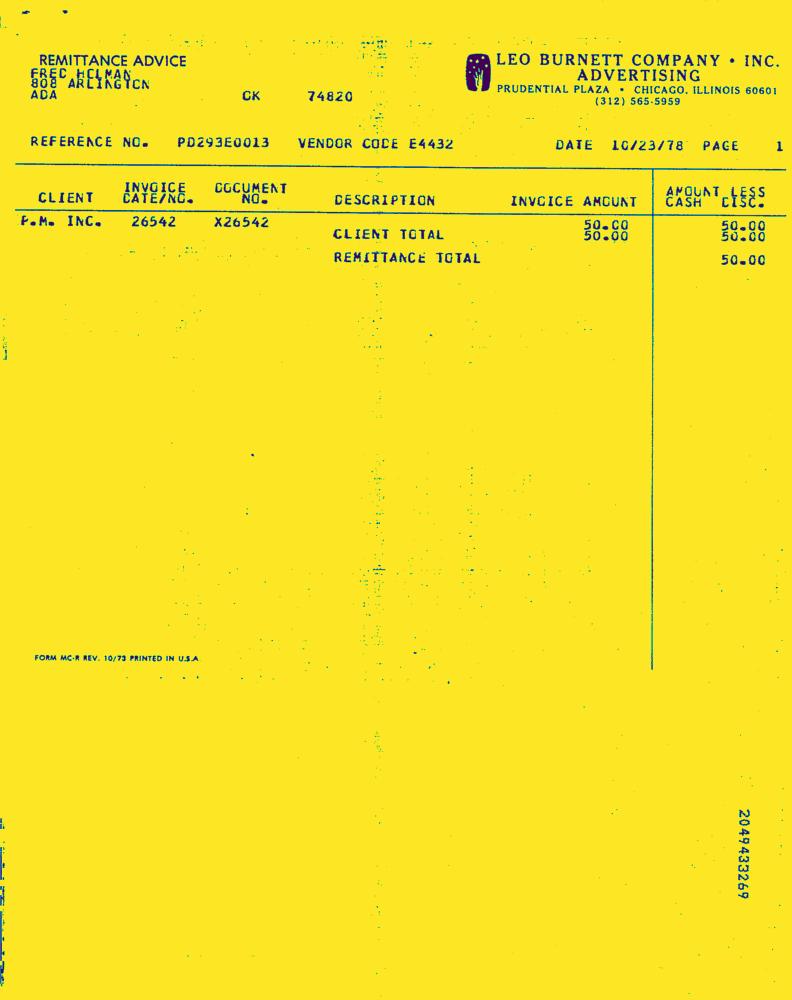 REMITTANCE ADVICE
FRED HOLMAN
808 ARLINGTON
ADA OK 74820
LEO BURNETT COMPANY • INC.
ADVERTISING
PRUDENTIAL PLAZA • CHICAGO, ILLINOIS 60601
(312) 565-5959
REFERENCE NO. PD293E0013 VENDOR CODE E4432 DATE 10/23/78 PAGE 1
CLIENT INVOICE DATE/NO. DOCUMENT NO. DESCRIPTION INVOICE AMOUNT AMOUNT LESS CASH DISC.
P.M. INC. 26542 X26542 50.00 50.00
CLIENT TOTAL 50.00 50.00
REMITTANCE TOTAL 50.00
FORM MC-R REV. 10/73 PRINTED IN U.S.A.
2049433269